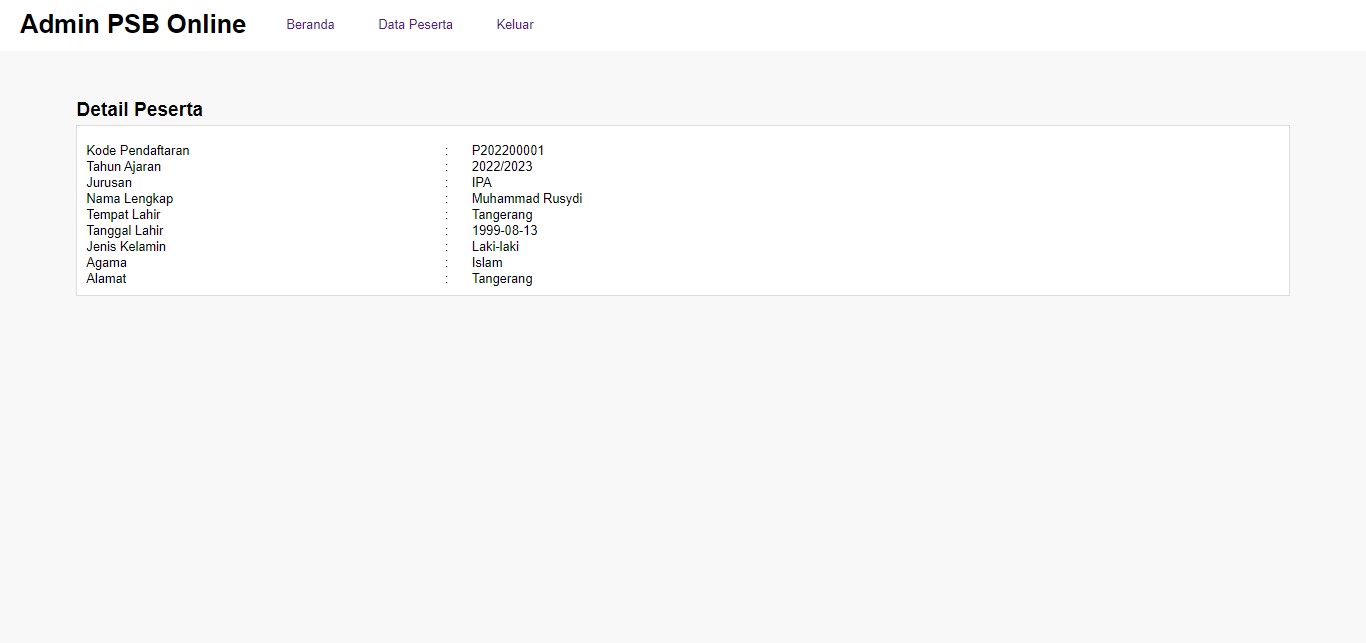 Admin PSB Online Beranda Data Peserta Keluar
Detail Peserta
Kode Pendaftaran : P202200001
Tahun Ajaran : 2022/2023
Jurusan : IPA
Nama Lengkap : Muhammad Rusydi
Tempat Lahir : Tangerang
Tanggal Lahir : 1999-08-13
Jenis Kelamin : Laki-laki
Agama : Islam
Alamat : Tangerang